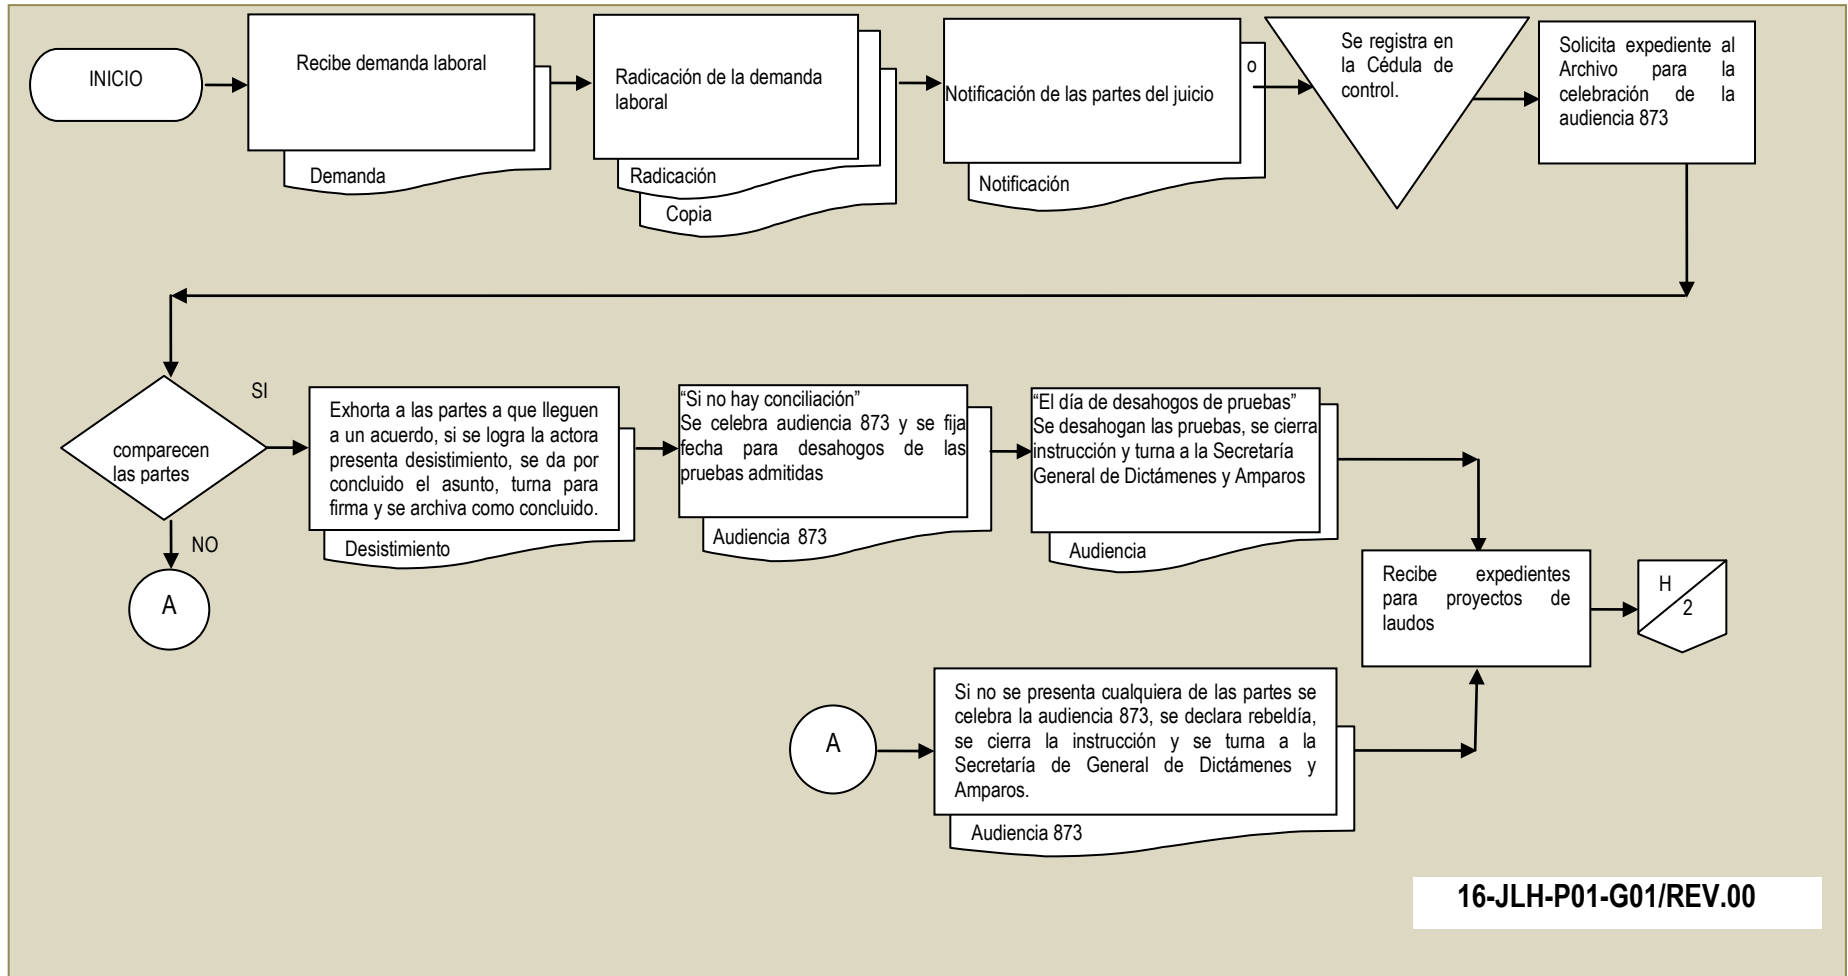 INICIO
Recibe demanda laboral
Demanda
Radicación de la demanda
laboral
Radicación
Copia
Notificación de las partes del juicio
o
Notificación
Se registra en
la Cédula de
control.
Solicita expediente al
Archivo para la
celebración de la
audiencia 873
comparecen
las partes
SI
NO
A
Exhorta a las partes a que lleguen
a un acuerdo, si se logra la actora
presenta desistimiento, se da por
concluido el asunto, turna para
firma y se archiva como concluido.
Desistimiento
“Si no hay conciliación”
Se celebra audiencia 873 y se fija
fecha para desahogos de las
pruebas admitidas
Audiencia 873
“El día de desahogos de pruebas”
Se desahogan las pruebas, se cierra
instrucción y turna a la Secretaría
General de Dictámenes y Amparos
Audiencia
Recibe expedientes
para proyectos de
laudos
H
2
A
Si no se presenta cualquiera de las partes se
celebra la audiencia 873, se declara rebeldía,
se cierra la instrucción y se turna a la
Secretaría de General de Dictámenes y
Amparos.
Audiencia 873
16-JLH-P01-G01/REV.00